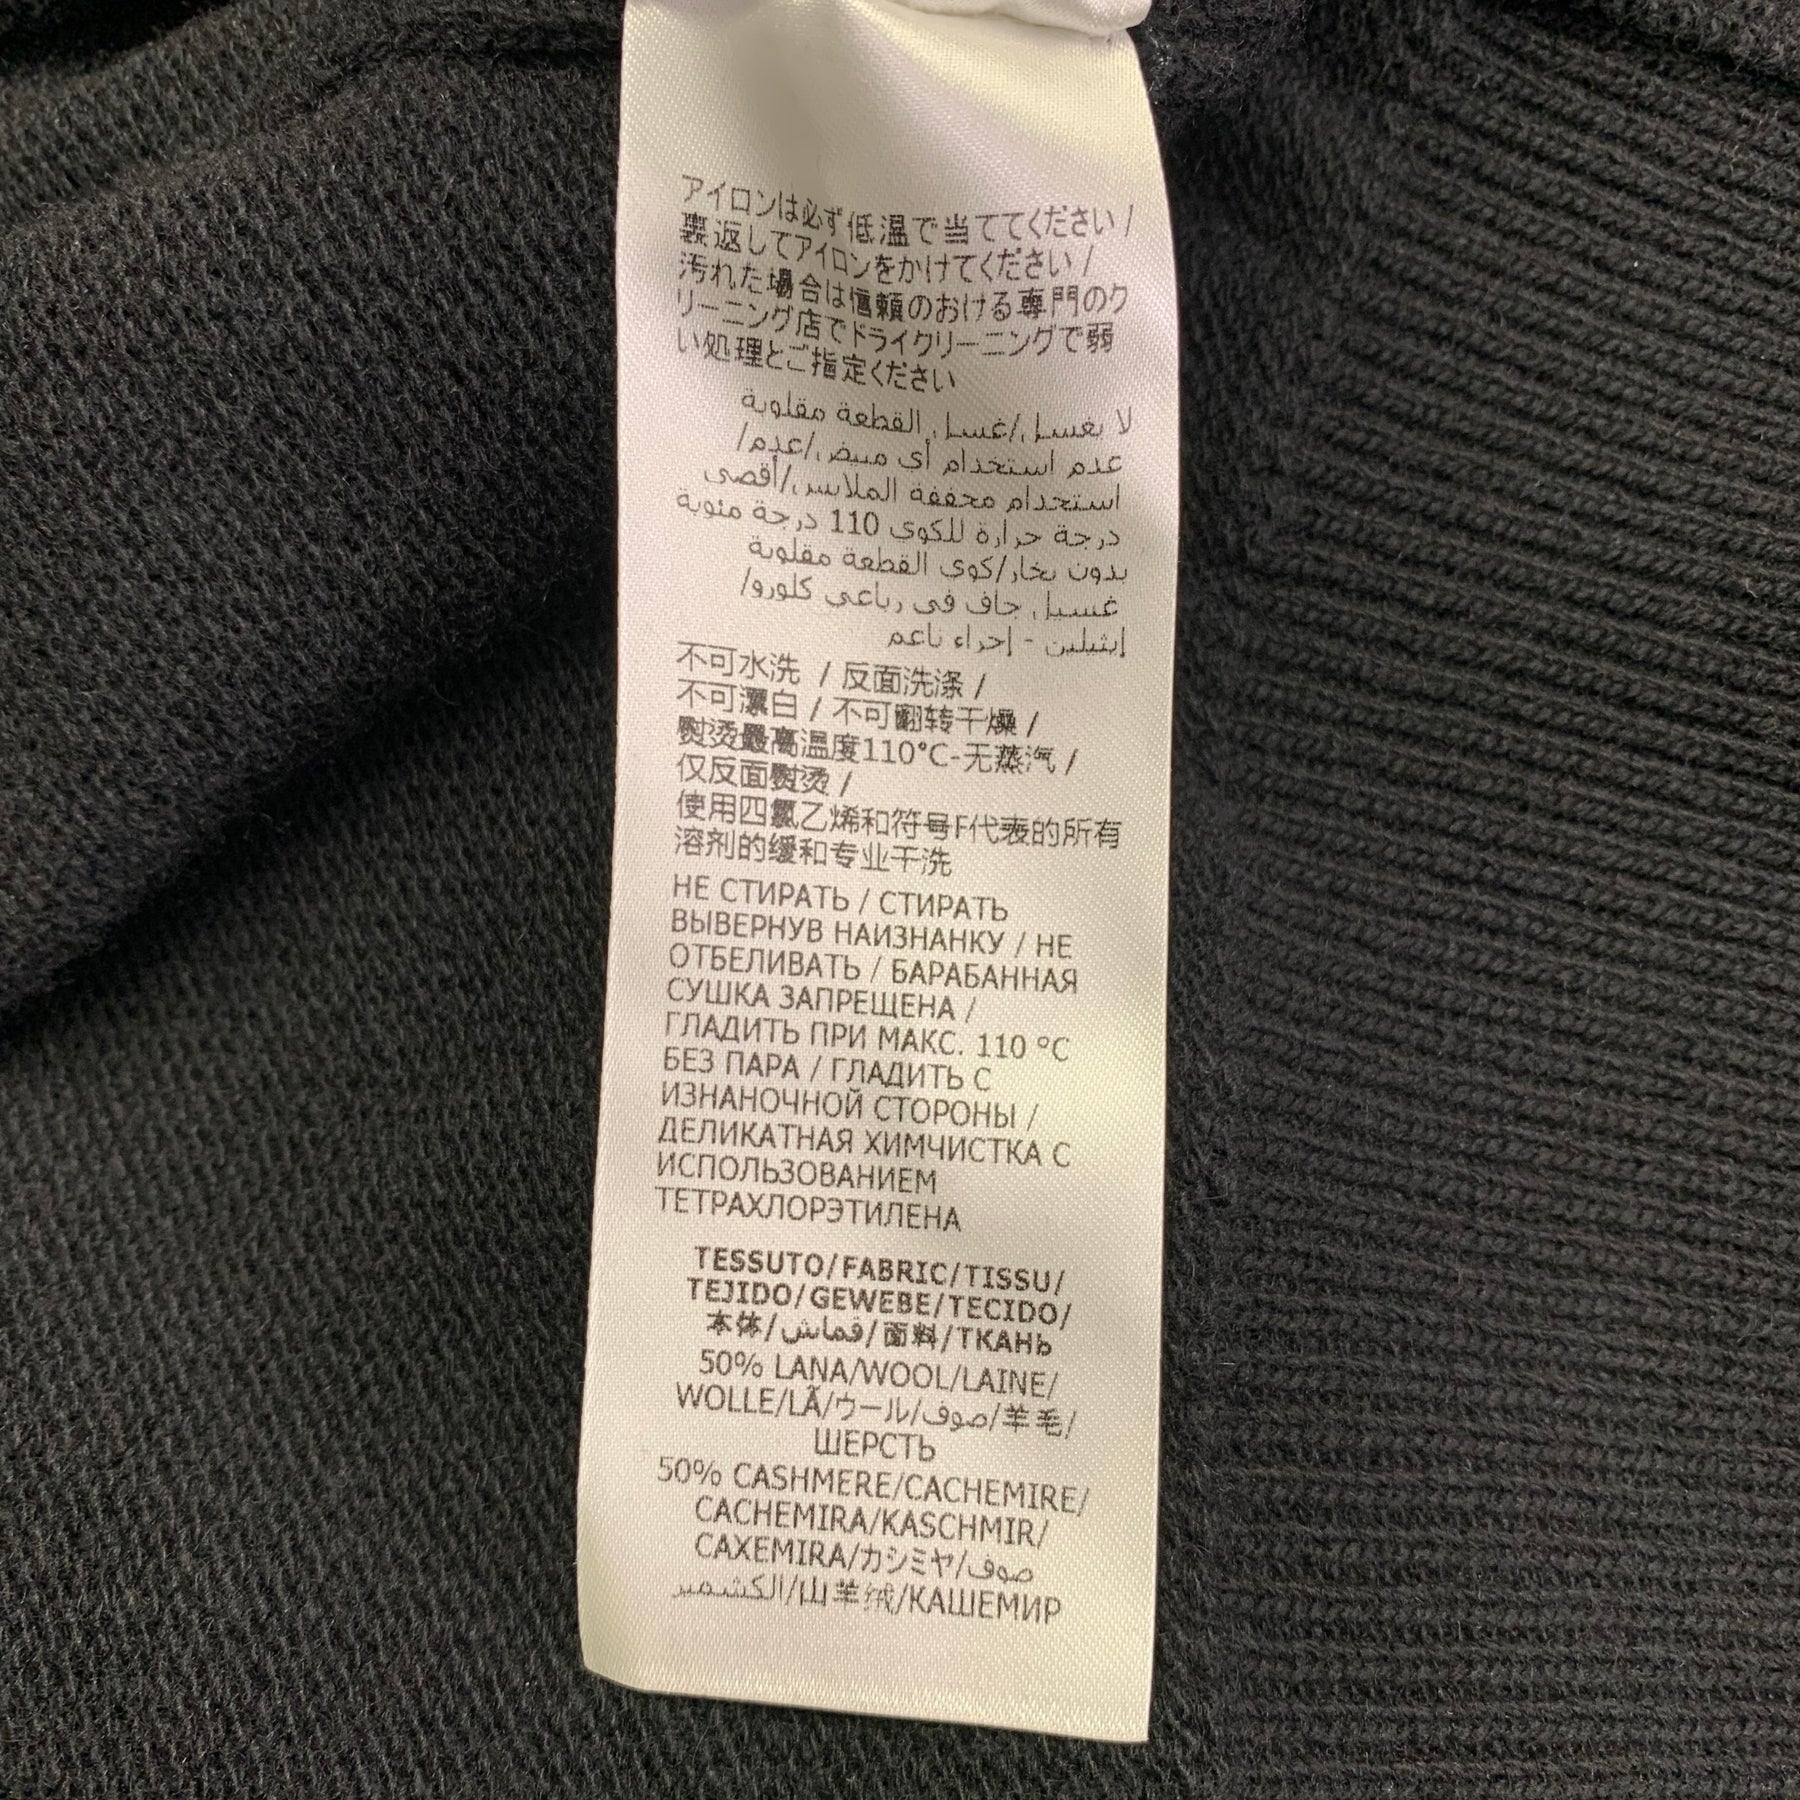 アイロンは必ず低温で当ててください /
裏返してアイロンをかけてください /
汚れた場合は信頼のおける専門のク
リーニング店でドライクリーニングで弱
い処理とご指定ください
لا يغسل/غسل القطعة مقلوبة
عدم استخدام أي مبيض/عدم/
استخدام مجففة الملابس/أقصى
درجة حرارة للكوي 110 درجة مئوية
بدون بخار/كوي القطعة مقلوبة
غسيل جاف في رباعي كلورو/
إيثيلين - إجراء ناعم
不可水洗 / 反面洗涤 /
不可漂白 / 不可翻转干燥 /
熨烫最高温度110°C-无蒸汽 /
仅反面熨烫 /
使用四氯乙烯和符号F代表的所有
溶剂的缓和专业干洗
НЕ СТИРАТЬ / СТИРАТЬ
ВЫВЕРНУВ НАИЗНАНКУ / НЕ
ОТБЕЛИВАТЬ / БАРАБАННАЯ
СУШКА ЗАПРЕЩЕНА /
ГЛАДИТЬ ПРИ МАКС. 110 °C
БЕЗ ПАРА / ГЛАДИТЬ С
ИЗНАНОЧНОЙ СТОРОНЫ /
ДЕЛИКАТНАЯ ХИМЧИСТКА С
ИСПОЛЬЗОВАНИЕМ
ТЕТРАХЛОРЭТИЛЕНА
TESSUTO/FABRIC/TISSU/
TEJIDO/GEWEBE/TECIDO/
本体/قماش/面料/ТКАНЬ
50% LANA/WOOL/LAINE/
WOLLE/LÃ/ウール/صوف/羊毛/
ШЕРСТЬ
50% CASHMERE/CACHEMIRE/
CACHEMIRA/KASCHMIR/
CAXEMIRA/カシミヤ/صوف
الكشمير/山羊绒/КАШЕМИР